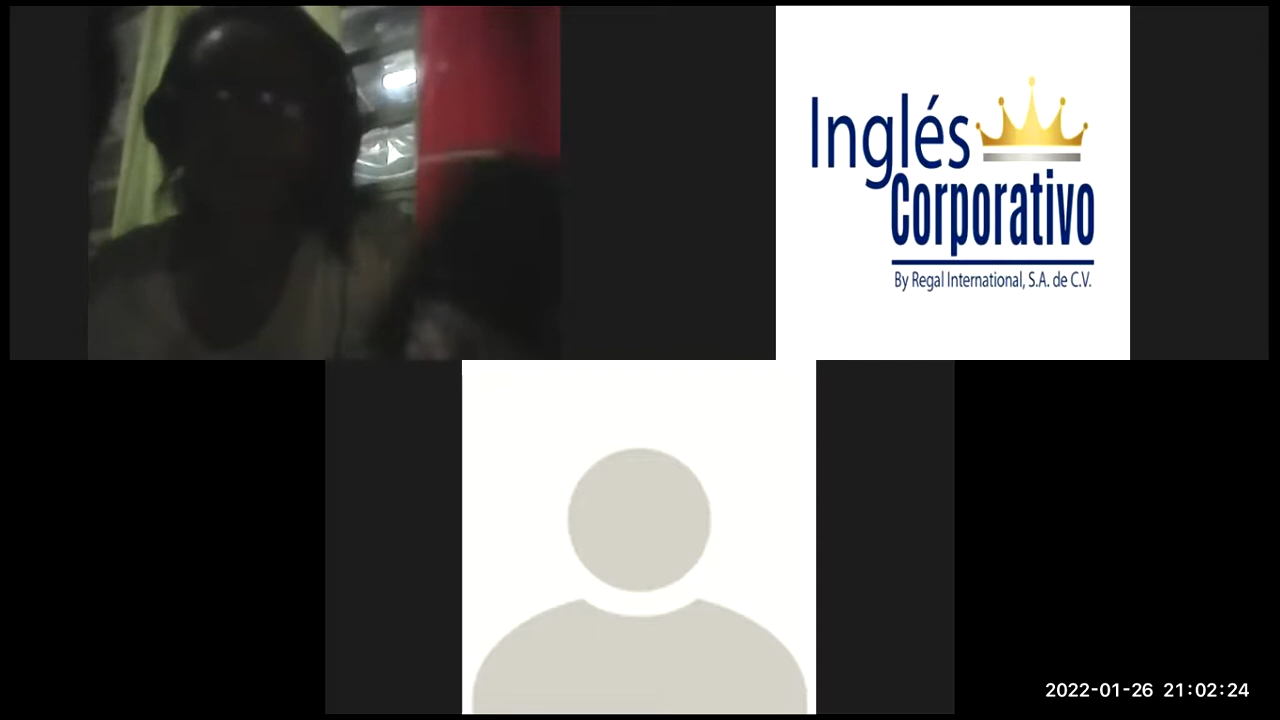 Inglés
Corporativo
By Regal International, S.A. de C.V.
2022-01-26 21:02:24